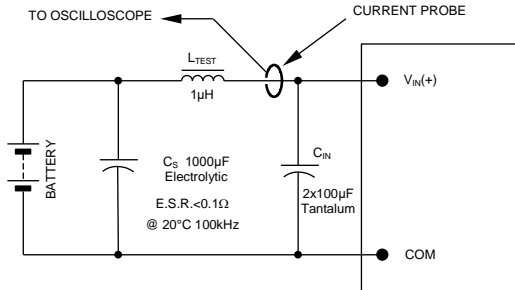 TO OSCILLOSCOPE
CURRENT PROBE
LTEST
1µH
VIN(+)
BATTERY
CS 1000µF
Electrolytic
E.S.R.<0.1Ω
@ 20°C 100kHz
CIN
2x100µF
Tantalum
COM